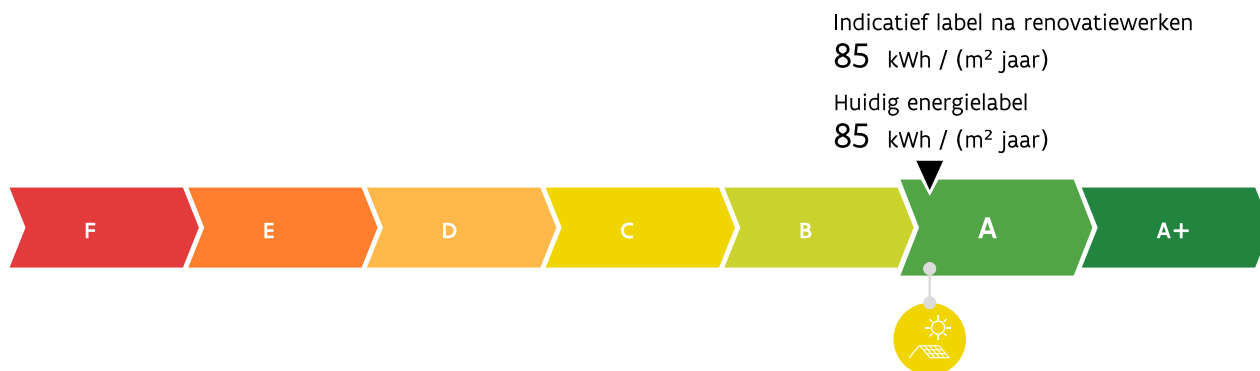 Indicatief label na renovatiewerken
85 kWh / (m² jaar)
Huidig energielabel
85 kWh / (m² jaar)
F E D C B A A+